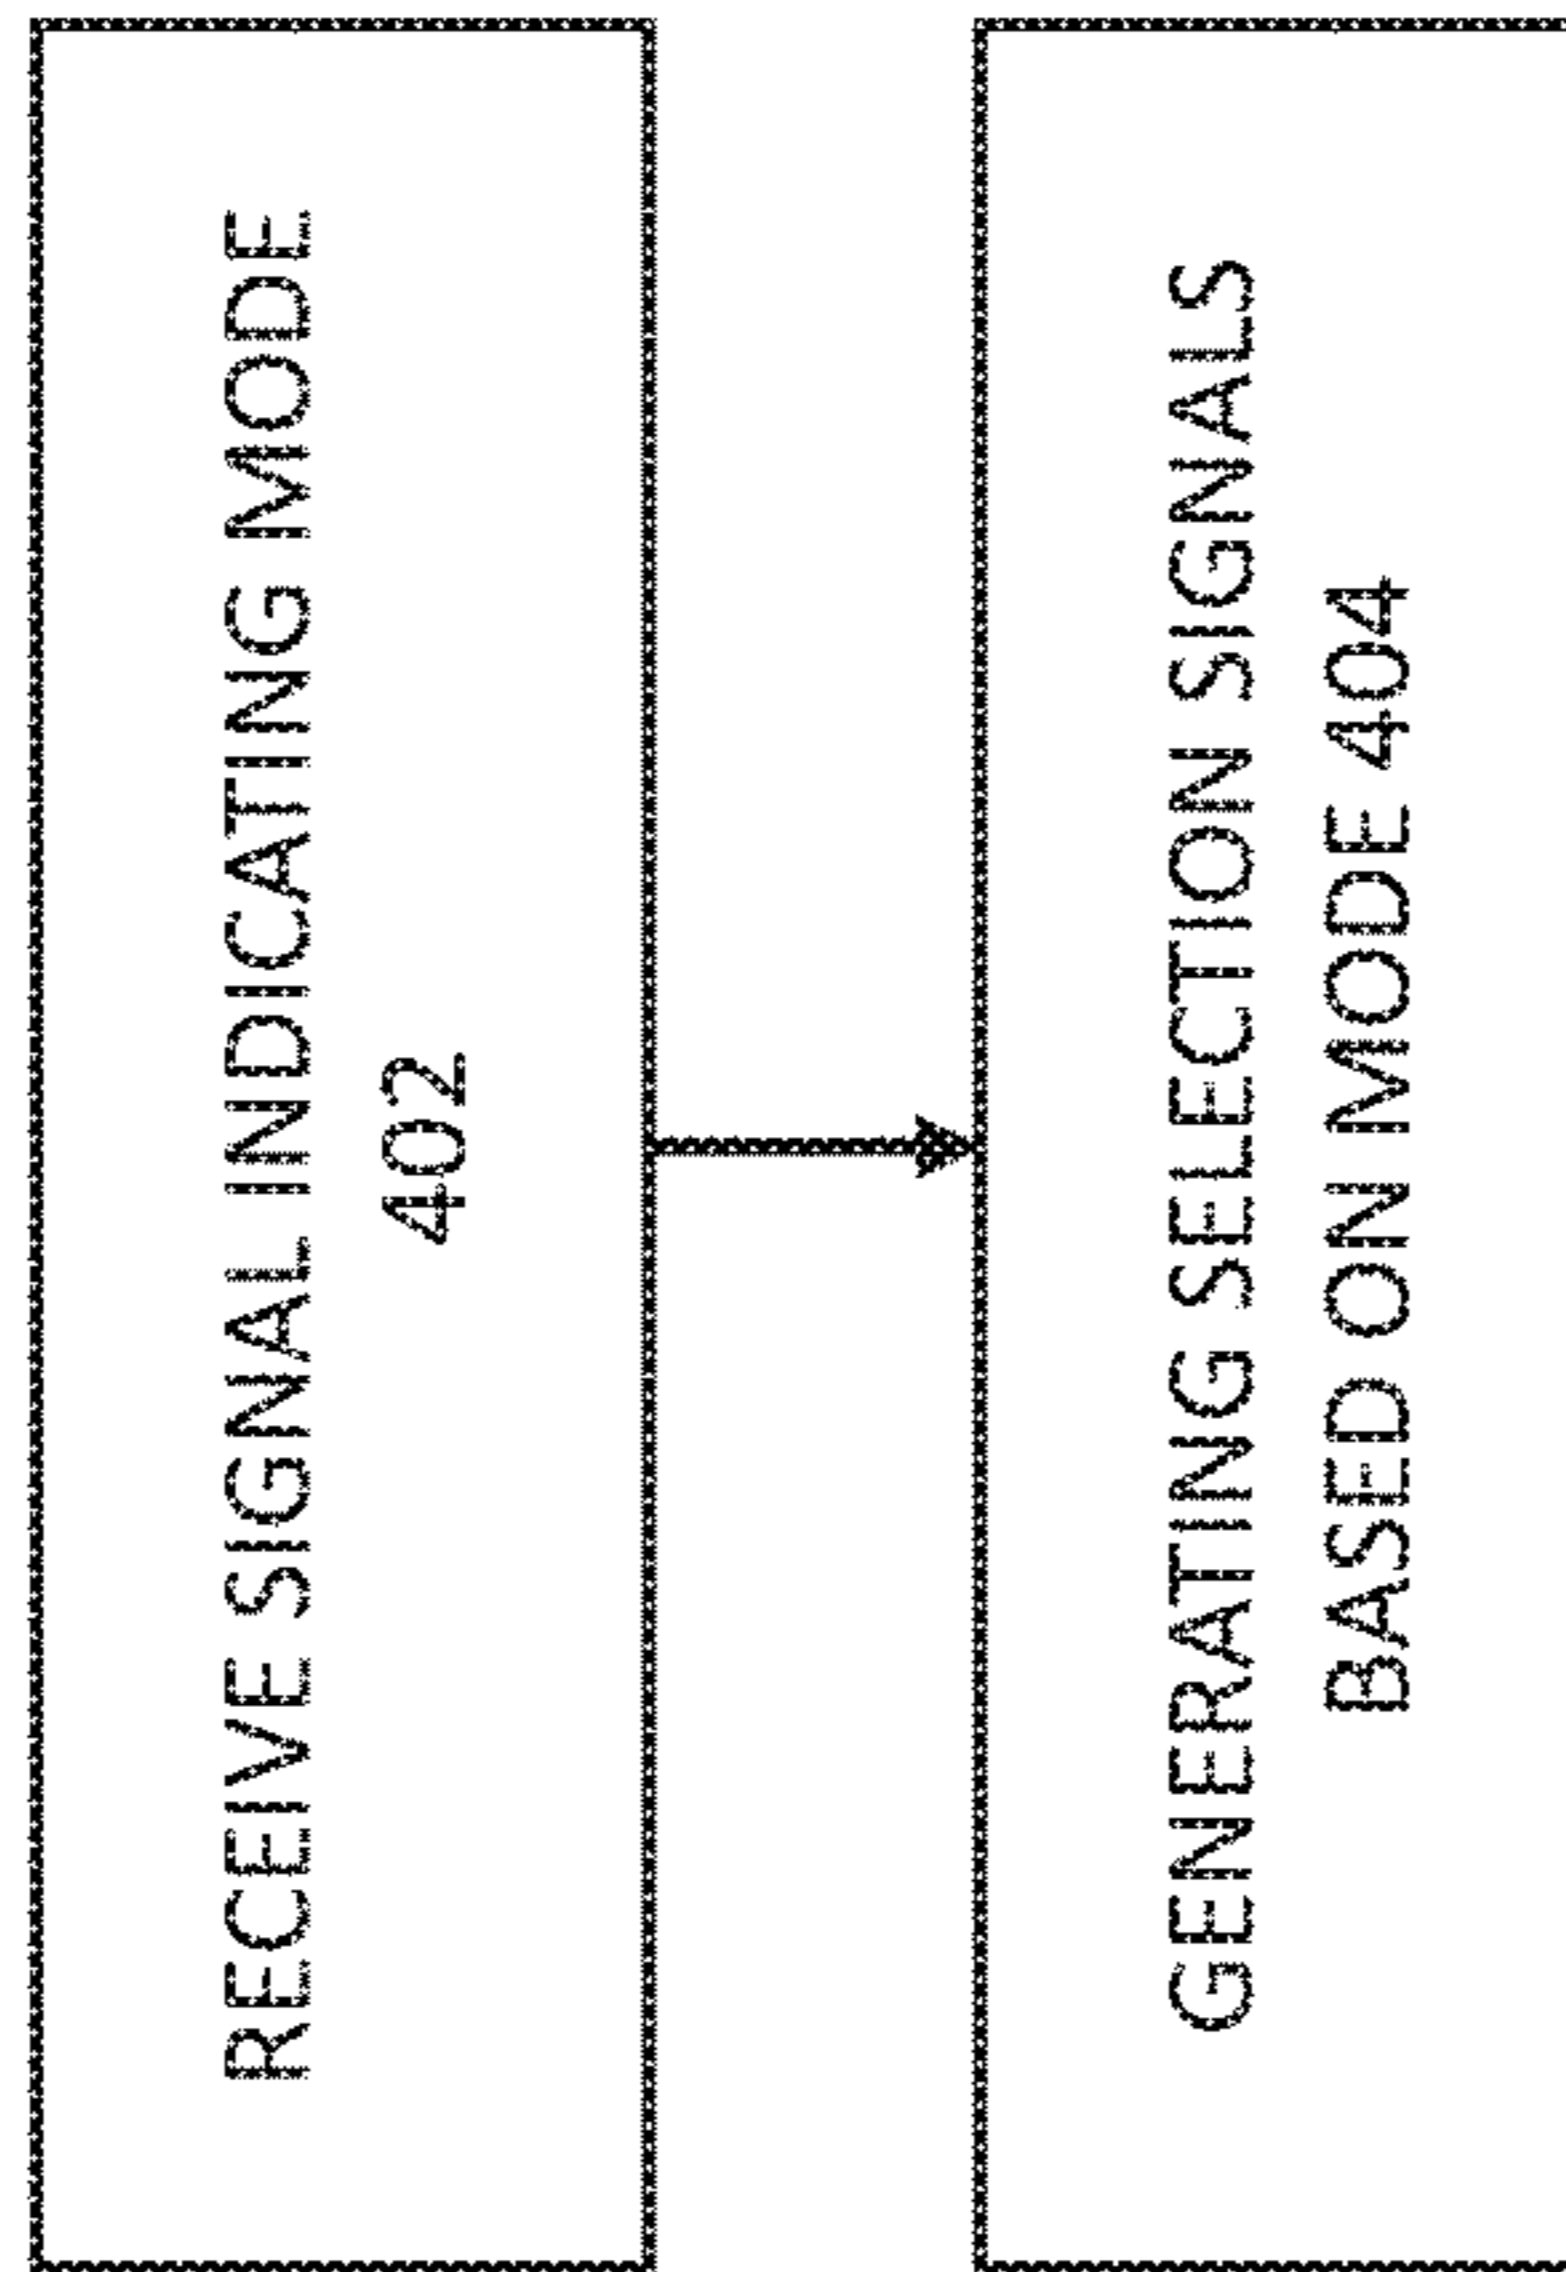 RECEIVE SIGNAL INDICATING MODE
402
GENERATING SELECTION SIGNALS
BASED ON MODE 404